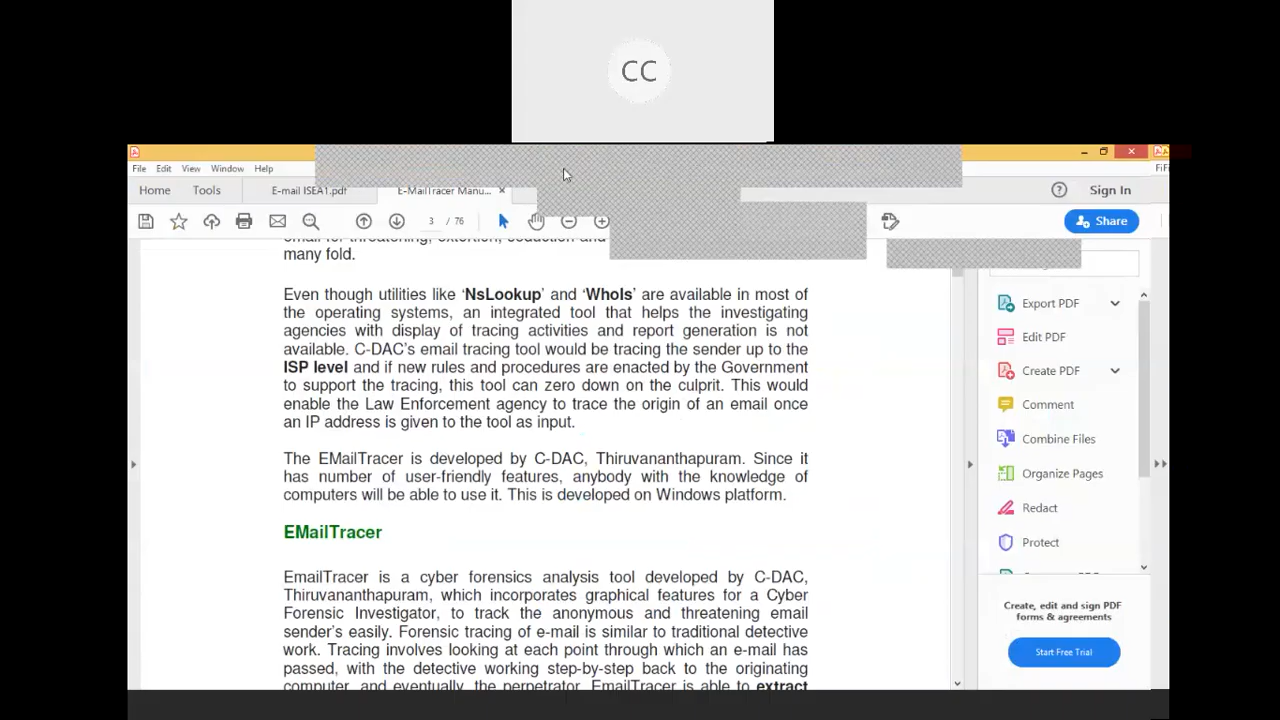 CC
File Edit View Window Help
Home Tools E-mail ISEA1.pdf E-MailTracer Manu... × Sign In
3 / 76 Share
many fold.
Even though utilities like ‘NsLookup’ and ‘WhoIs’ are available in most of
the operating systems, an integrated tool that helps the investigating
agencies with display of tracing activities and report generation is not
available. C-DAC’s email tracing tool would be tracing the sender up to the
ISP level and if new rules and procedures are enacted by the Government
to support the tracing, this tool can zero down on the culprit. This would
enable the Law Enforcement agency to trace the origin of an email once
an IP address is given to the tool as input.
The EMailTracer is developed by C-DAC, Thiruvananthapuram. Since it
has number of user-friendly features, anybody with the knowledge of
computers will be able to use it. This is developed on Windows platform.
EMailTracer
EmailTracer is a cyber forensics analysis tool developed by C-DAC,
Thiruvananthapuram, which incorporates graphical features for a Cyber
Forensic Investigator, to track the anonymous and threatening email
sender’s easily. Forensic tracing of e-mail is similar to traditional detective
work. Tracing involves looking at each point through which an e-mail has
passed, with the detective working step-by-step back to the originating
computer, and eventually, the perpetrator. EmailTracer is able to extract
Export PDF
Edit PDF
Create PDF
Comment
Combine Files
Organize Pages
Redact
Protect
Create, edit and sign PDF
forms & agreements
Start Free Trial